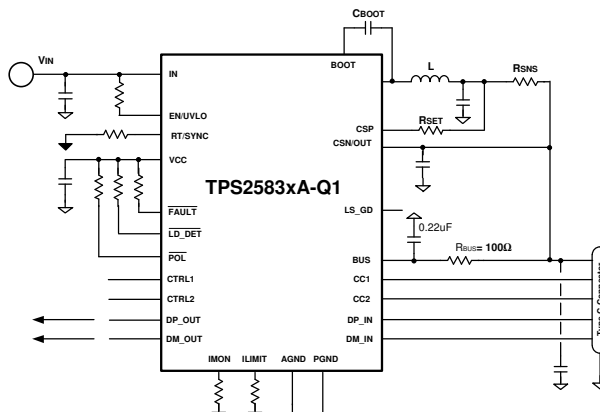 CBOOT
VIN
BOOT
L
RSNS
IN
EN/UVLO
RT/SYNC
CSP
RSET
CSN/OUT
VCC
TPS2583xA-Q1
FAULT
LS_GD
0.22uF
LD_DET
RBUS= 100Ω
POL
BUS
CTRL1
CC1
CTRL2
CC2
DP_OUT
DP_IN
DM_OUT
DM_IN
IMON
ILIMIT
AGND
PGND
Type C Connector